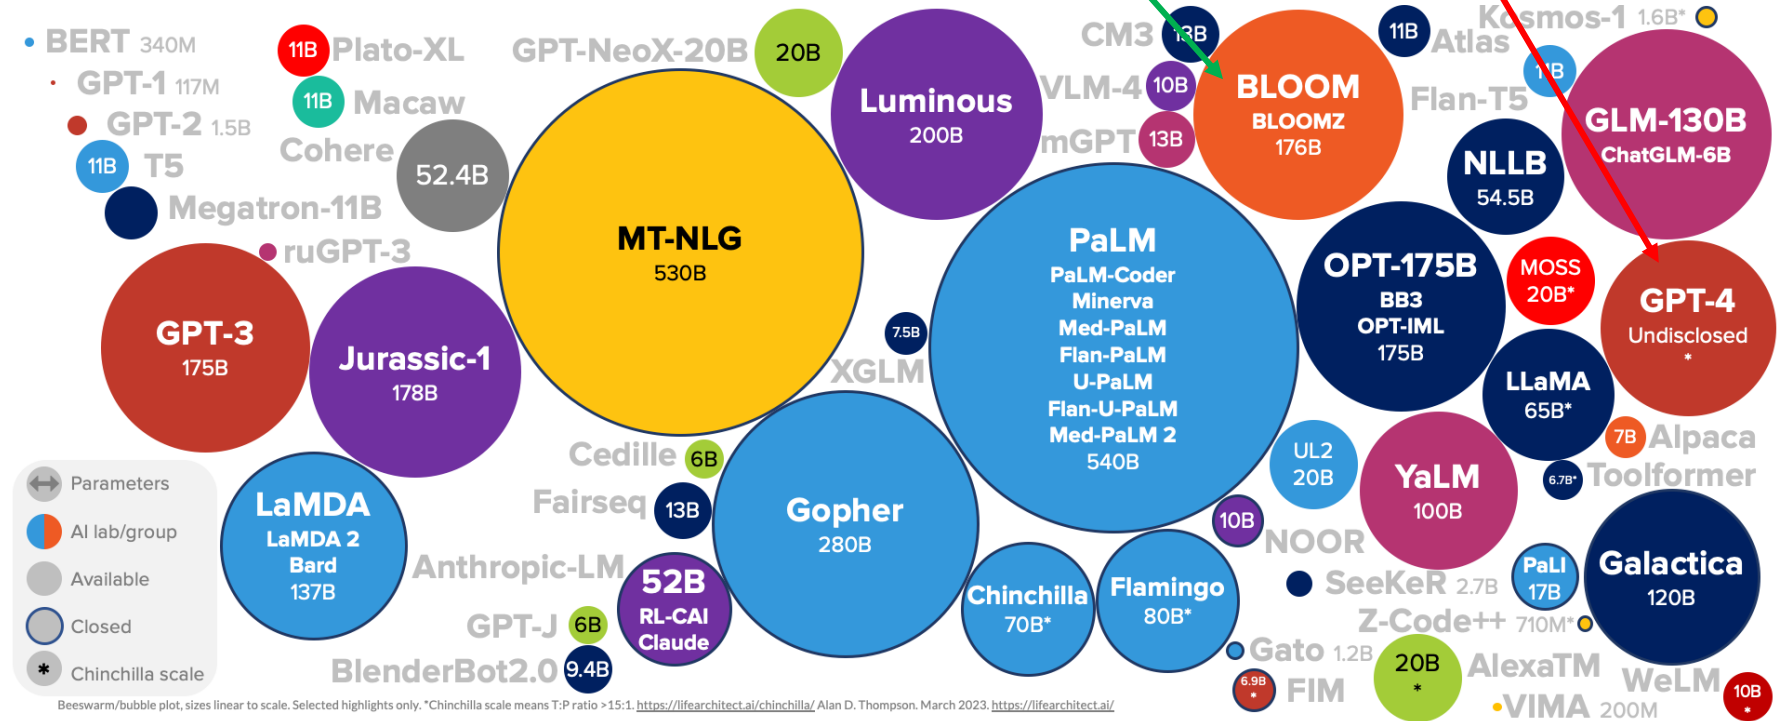 BERT 340M
GPT-1 117M
GPT-2 1.5B
11B T5
Megatron-11B
ruGPT-3
11B Plato-XL
11B Macaw
Cohere
52.4B
GPT-NeoX-20B 20B
MT-NLG
530B
Luminous
200B
CM3 13B
VLM-4 10B
mGPT 13B
BLOOM
BLOOMZ
176B
11B Atlas
Kosmos-1 1.6B*
11B
Flan-T5
GLM-130B
ChatGLM-6B
NLLB
54.5B
GPT-3
175B
Jurassic-1
178B
7.5B
XGLM
PaLM
PaLM-Coder
Minerva
Med-PaLM
Flan-PaLM
U-PaLM
Flan-U-PaLM
Med-PaLM 2
540B
OPT-175B
BB3
OPT-IML
175B
MOSS
20B*
GPT-4
Undisclosed
*
LLaMA
65B*
7B Alpaca
6.7B* Toolformer
UL2
20B
YaLM
100B
Cedille 6B
Fairseq 13B
Gopher
280B
10B
NOOR
LaMDA
LaMDA 2
Bard
137B
Anthropic-LM
52B
RL-CAI
Claude
GPT-J 6B
BlenderBot2.0 9.4B
Chinchilla
70B*
Flamingo
80B*
SeeKeR 2.7B
PaLI
17B
Galactica
120B
Z-Code++ 710M*
Gato 1.2B
6.9B
*
FIM
20B
*
AlexaTM
VIMA 200M
WeLM
10B
*
Parameters
AI lab/group
Available
Closed
* Chinchilla scale
Beeswarm/bubble plot, sizes linear to scale. Selected highlights only. *Chinchilla scale means T:P ratio >15:1. https://lifearchitect.ai/chinchilla/ Alan D. Thompson. March 2023. https://lifearchitect.ai/